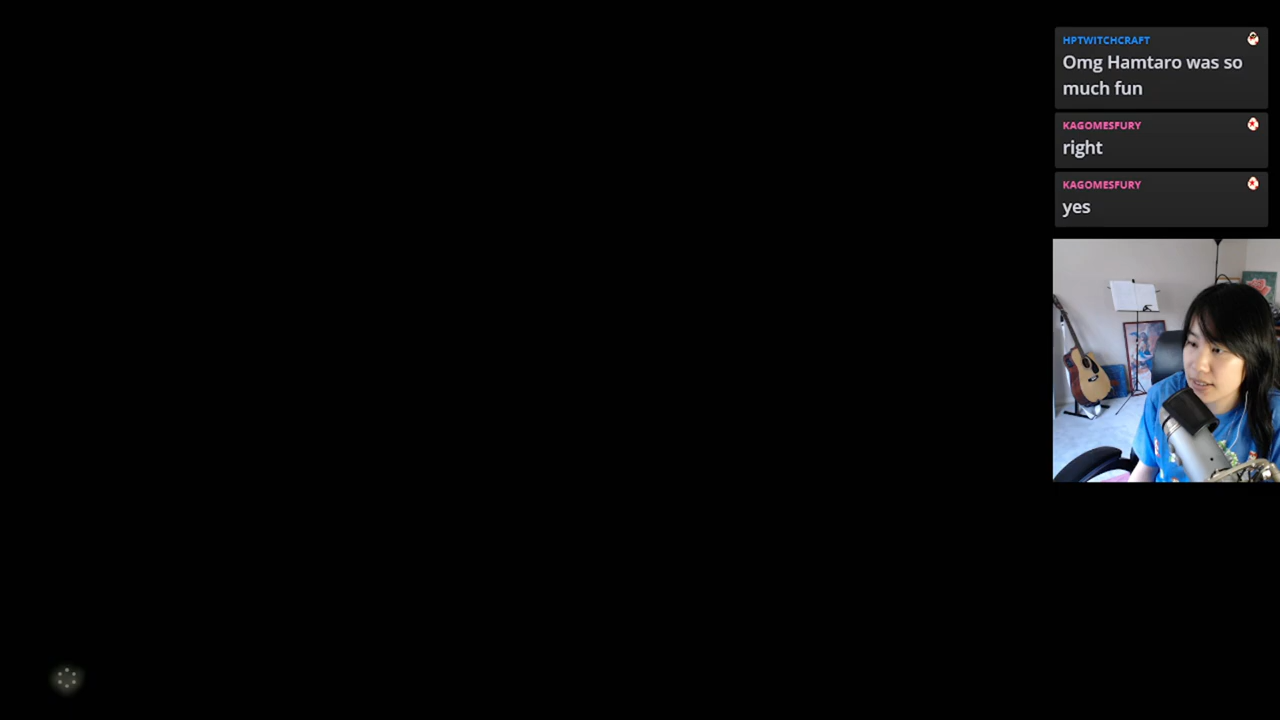 HPTWITCHCRAFT
Omg Hamtaro was so
much fun
KAGOMESFURY
right
KAGOMESFURY
yes